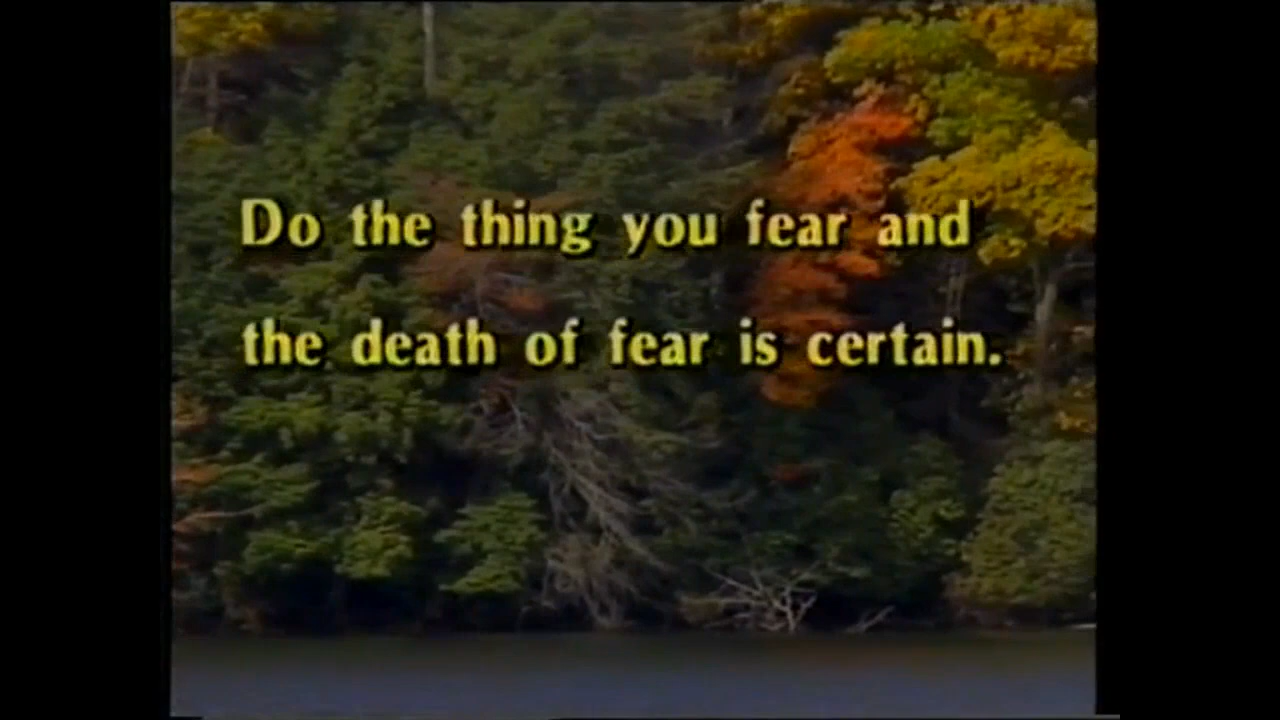 Do the thing you fear and
the death of fear is certain.